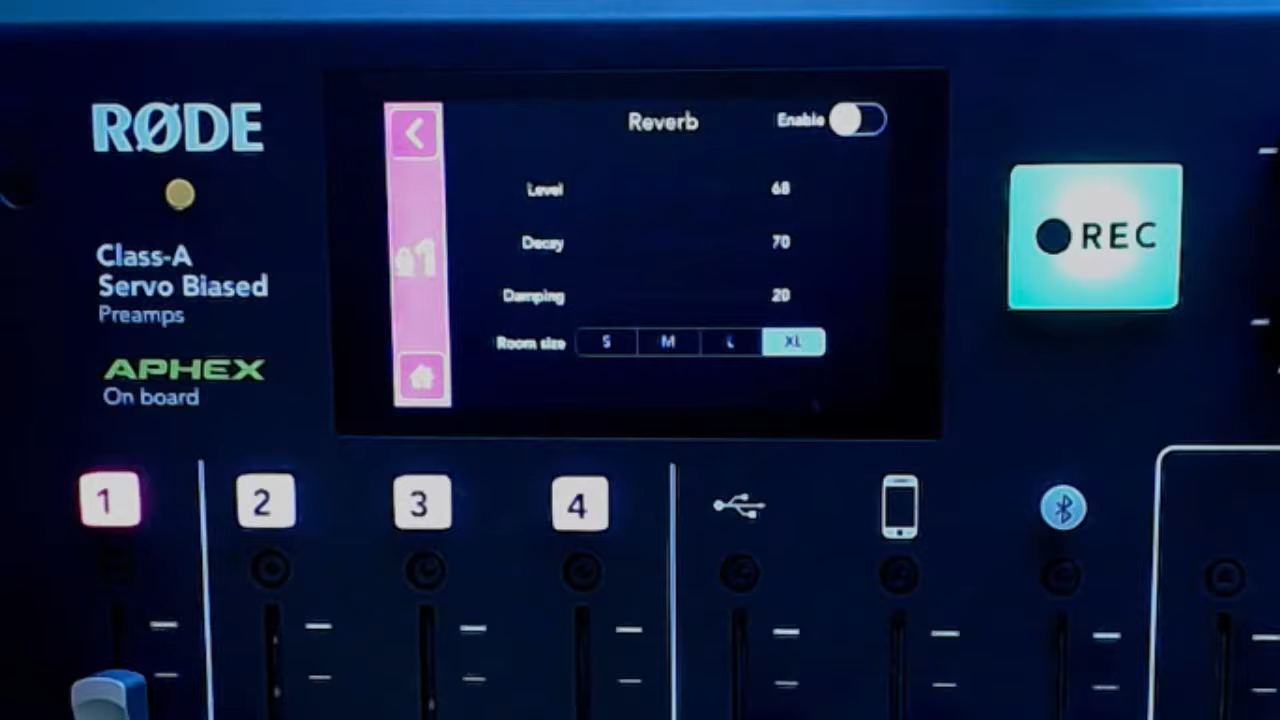 RØDE
Class-A
Servo Biased
Preamps
APHEX
On board
Reverb
Enable
Level 68
Decay 70
Damping 20
Room size S M L XL
1
REC
1
2
3
4